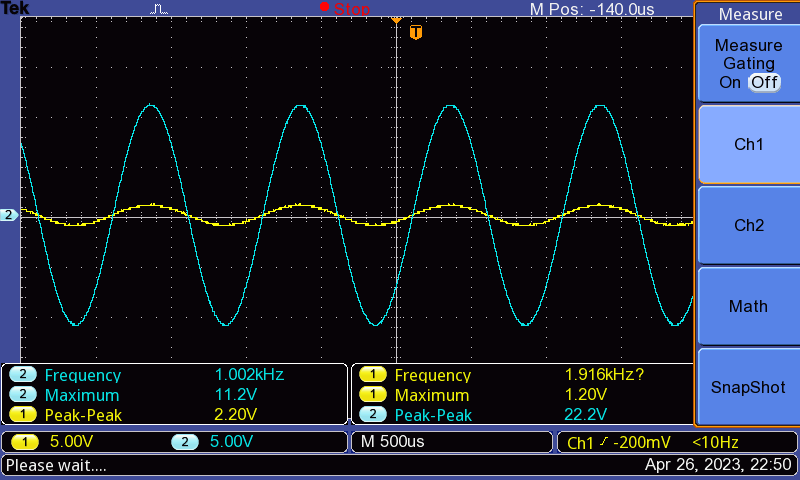 Tek Stop M Pos: -140.0us
Measure
Measure
Gating
On Off
T
Ch1
2
Ch2
Math
SnapShot
2 Frequency 1.002kHz
2 Maximum 11.2V
1 Peak-Peak 2.20V
1 Frequency 1.916kHz?
1 Maximum 1.20V
2 Peak-Peak 22.2V
1 5.00V 2 5.00V M 500us Ch1 -200mV <10Hz
Please wait.... Apr 26, 2023, 22:50